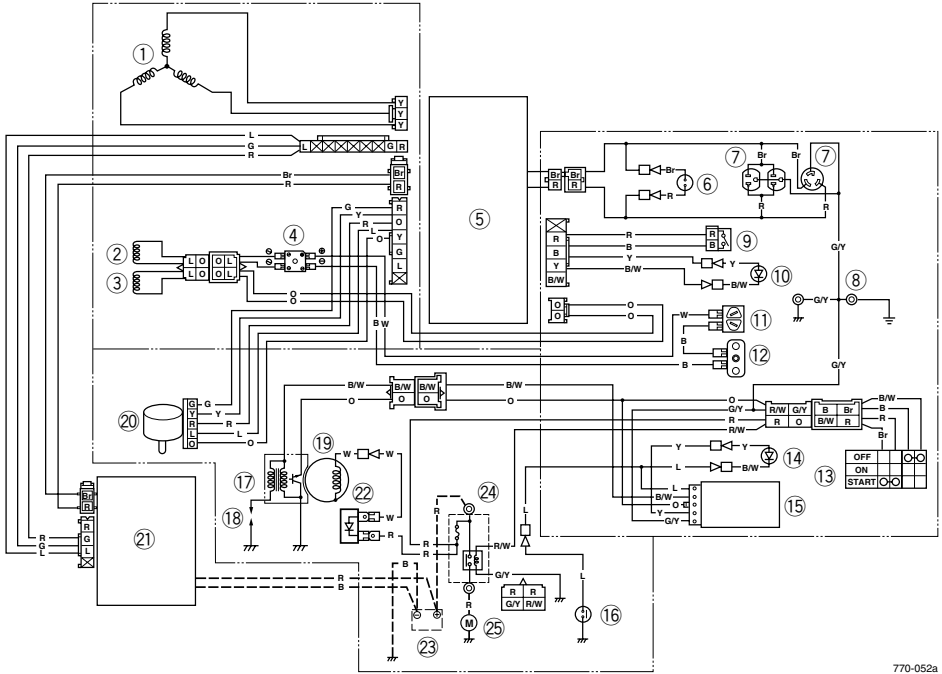 1
Y
Y
Y
L
G
R
L G R
Br
R
Br
R
G
Y
R
L
O
R
O
Y
G
L
2
3
4
L O O L
L O O L
⊖ ⊕
⊖ ⊕
O
O
B W
5
Br Br
R R
Br
R
6
7
Br
Br
7
R
R
R
B
Y
B/W
R
B
Y
B/W
R
B
9
Y
B/W
10
G/Y
8
G/Y
O
O
O
O
W
11
B
12
B
G/Y
20
G
Y
R
L
O
G
Y
R
L
O
B/W
O
B/W B/W
O O
B/W
O
O
G/Y
R
R/W
R/W G/Y
R O
B Br
B/W R
B/W
B
R
Br
OFF
ON
START
13
17
18
19
W
22
W
R
24
R
R
R
R/W
G/Y
R R
G/Y R/W
L
L
16
Y
L
Y
B/W
14
L
B/W
O
Y
G/Y
15
Br
R
R
G
L
R
G
L
21
R
B
B
⊖ ⊕
23
R
M
25
770-052a